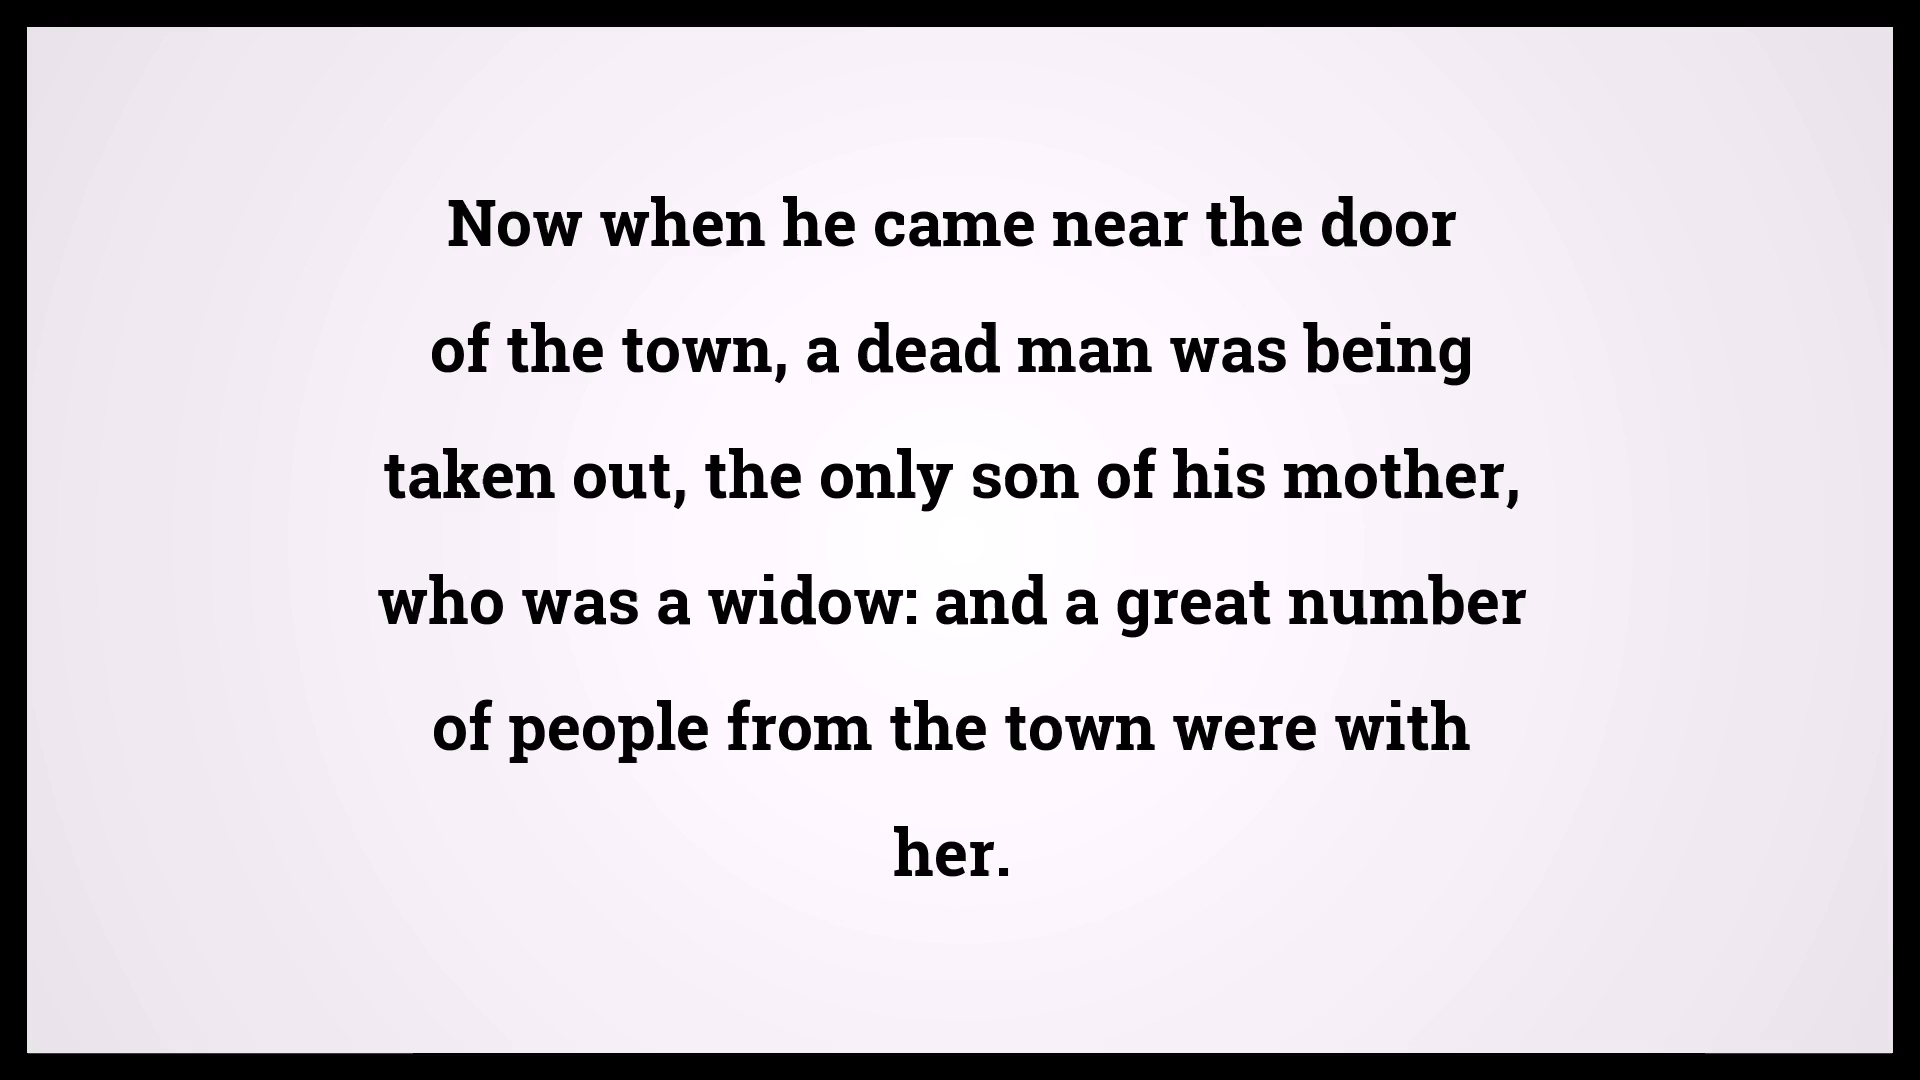 Now when he came near the door
of the town, a dead man was being
taken out, the only son of his mother,
who was a widow: and a great number
of people from the town were with
her.